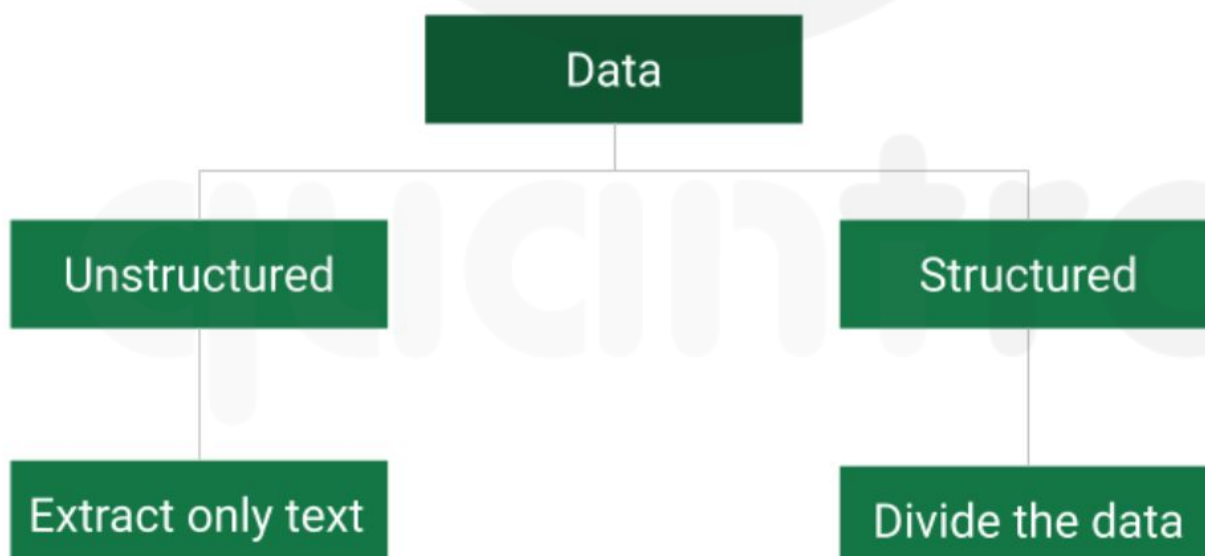 Data
Unstructured
Structured
Extract only text
Divide the data